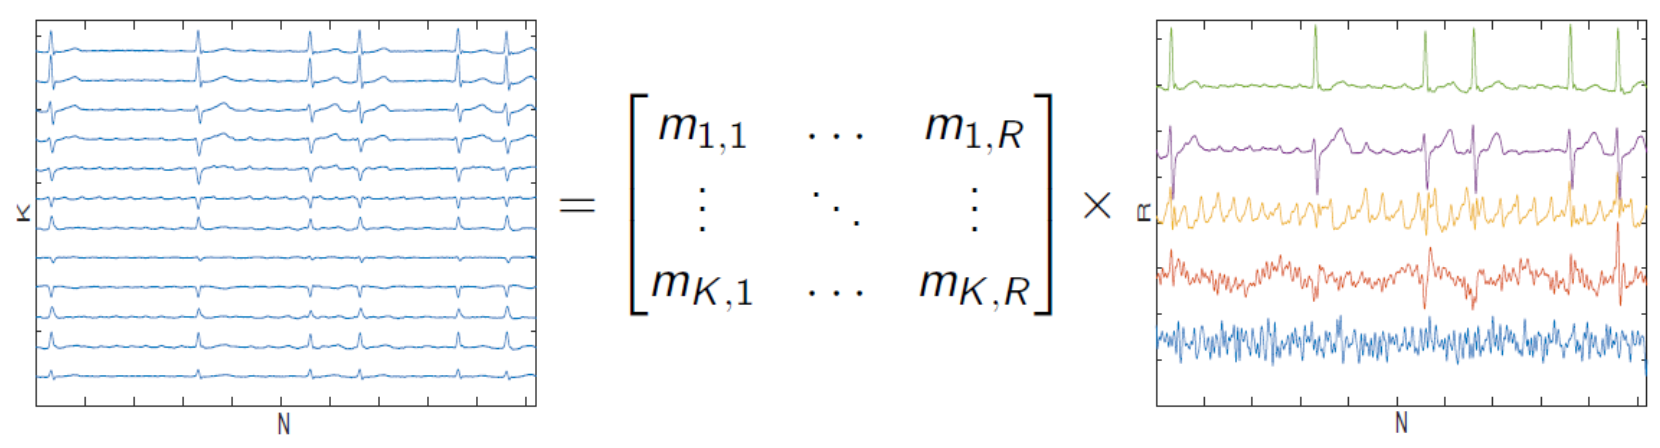 K
N
=
m1,1 … m1,R
⋮ ⋱ ⋮
mK,1 … mK,R
×
R
N